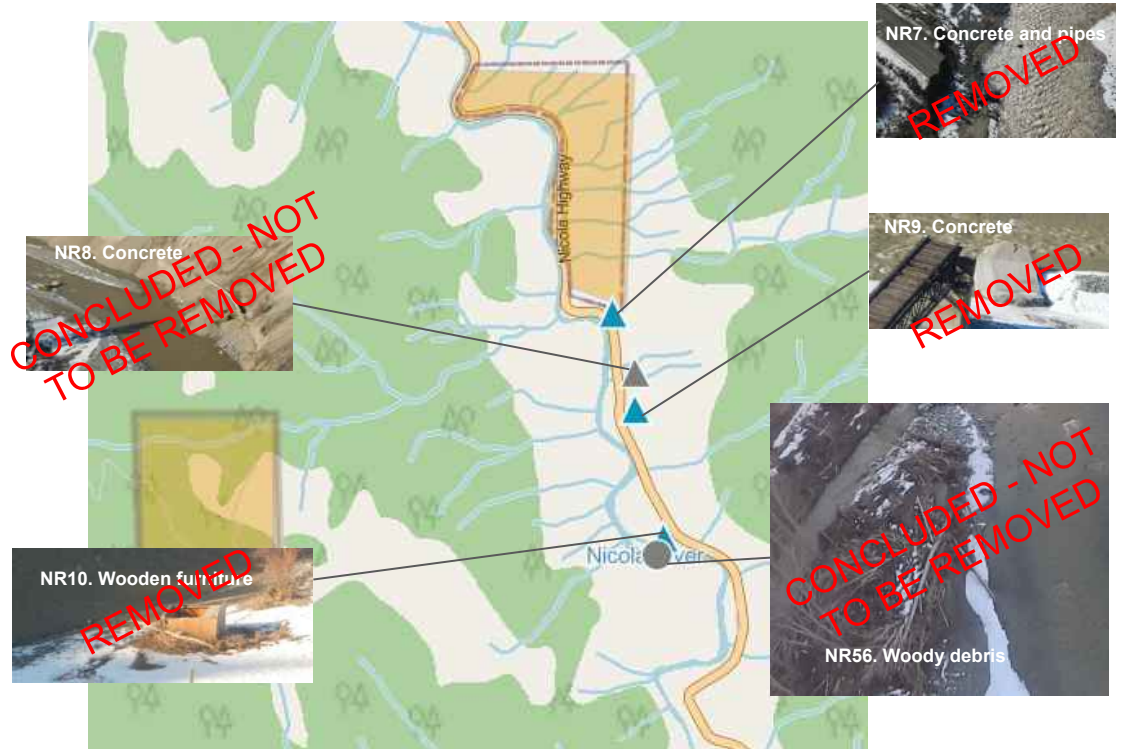 NR7. Concrete and pipes
REMOVED
Nicola Highway
NR9. Concrete
REMOVED
NR8. Concrete
CONCLUDED - NOT
TO BE REMOVED
CONCLUDED - NOT
TO BE REMOVED
NR56. Woody debris
NR10. Wooden furniture
REMOVED